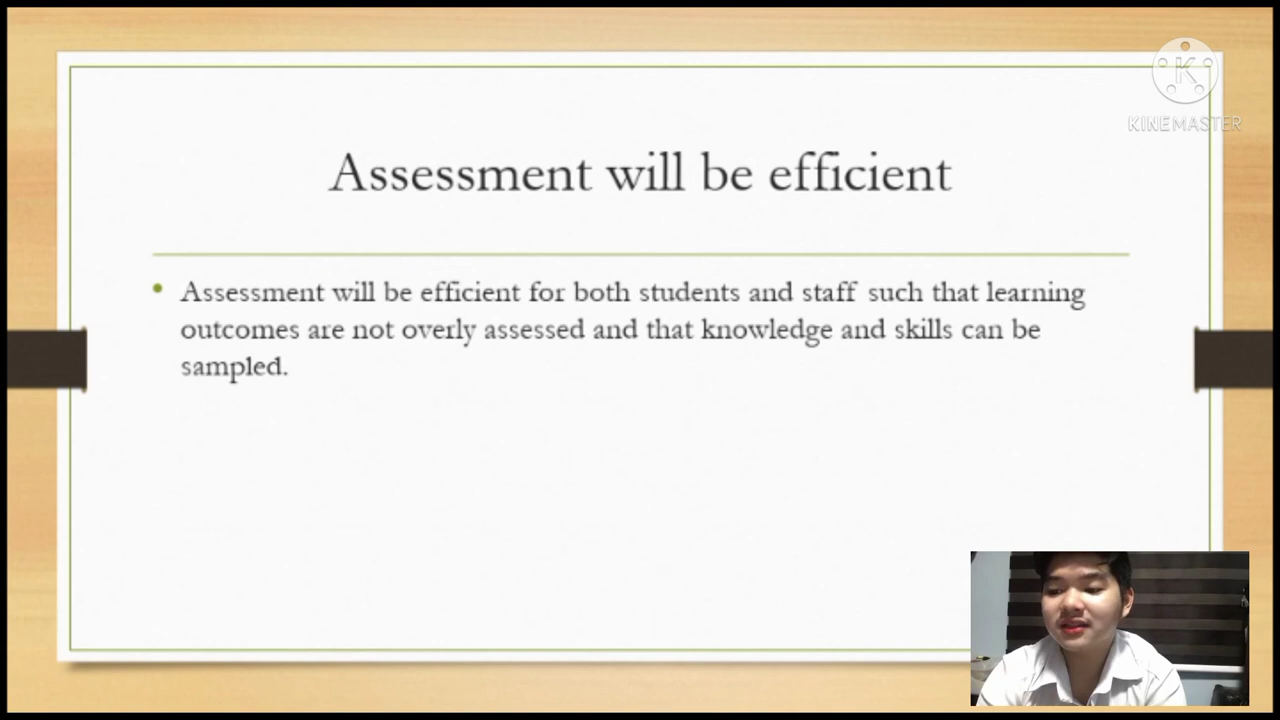 K
KINEMASTER
Assessment will be efficient
• Assessment will be efficient for both students and staff such that learning
outcomes are not overly assessed and that knowledge and skills can be
sampled.